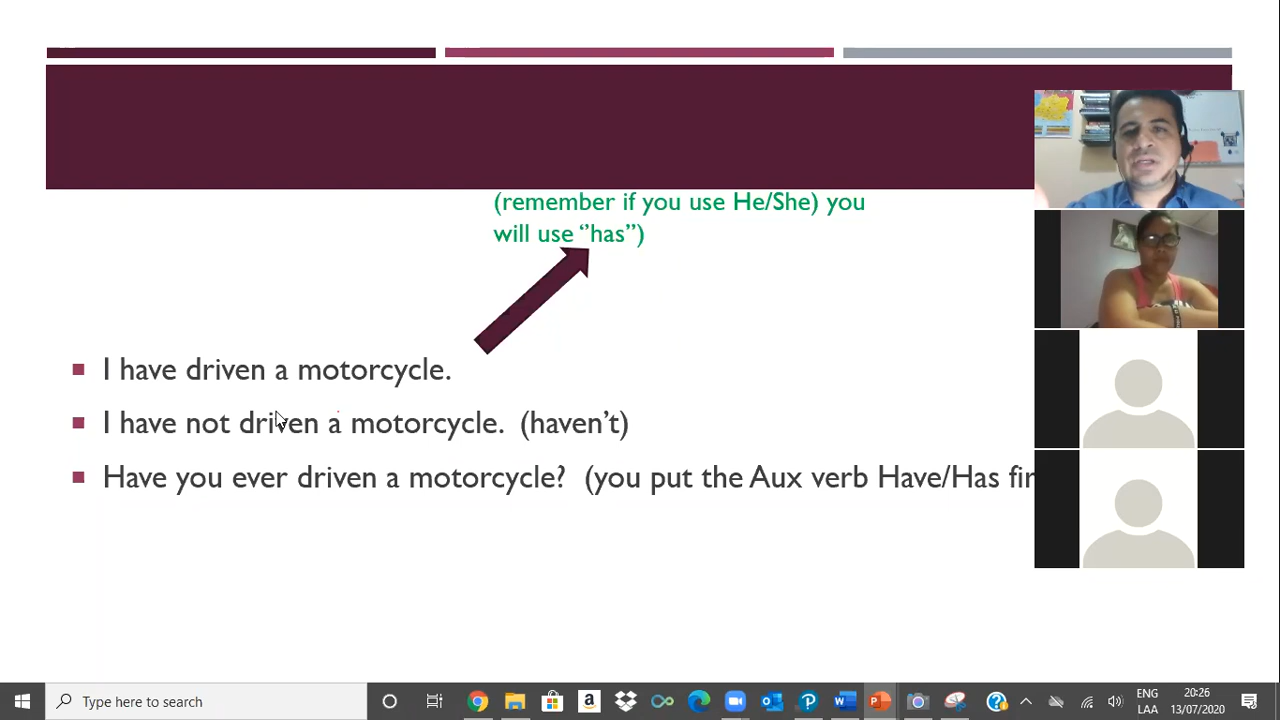 (remember if you use He/She) you
will use “has”)
I have driven a motorcycle.
I have not driven a motorcycle. (haven’t)
Have you ever driven a motorcycle? (you put the Aux verb Have/Has
Type here to search
ENG
20:26
LAA
13/07/2020